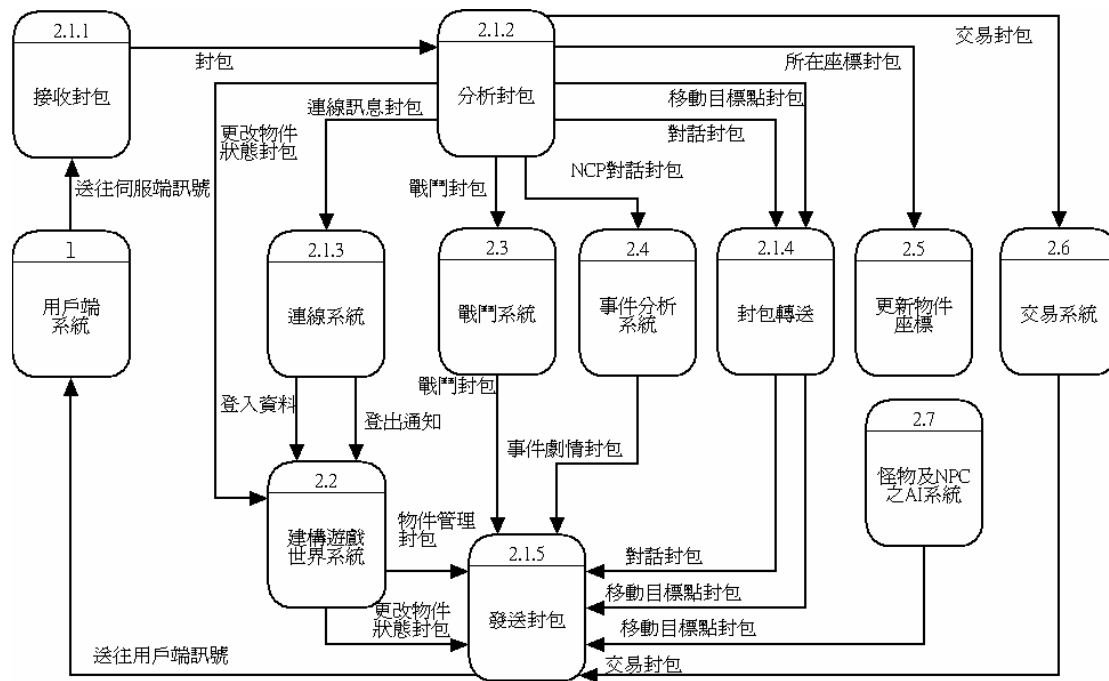 2.1.1
接收封包
封包
2.1.2
分析封包
交易封包
所在座標封包
移動目標點封包
對話封包
連線訊息封包
更改物件
狀態封包
NCP對話封包
戰鬥封包
送往伺服端訊號
1
用戶端
系統
2.1.3
連線系統
2.3
戰鬥系統
2.4
事件分析
系統
2.1.4
封包轉送
2.5
更新物件
座標
2.6
交易系統
戰鬥封包
登入資料
登出通知
事件劇情封包
2.7
怪物及NPC
之AI系統
2.2
建構遊戲
世界系統
物件管理
封包
2.1.5
發送封包
對話封包
移動目標點封包
更改物件
狀態封包
移動目標點封包
送往用戶端訊號
交易封包